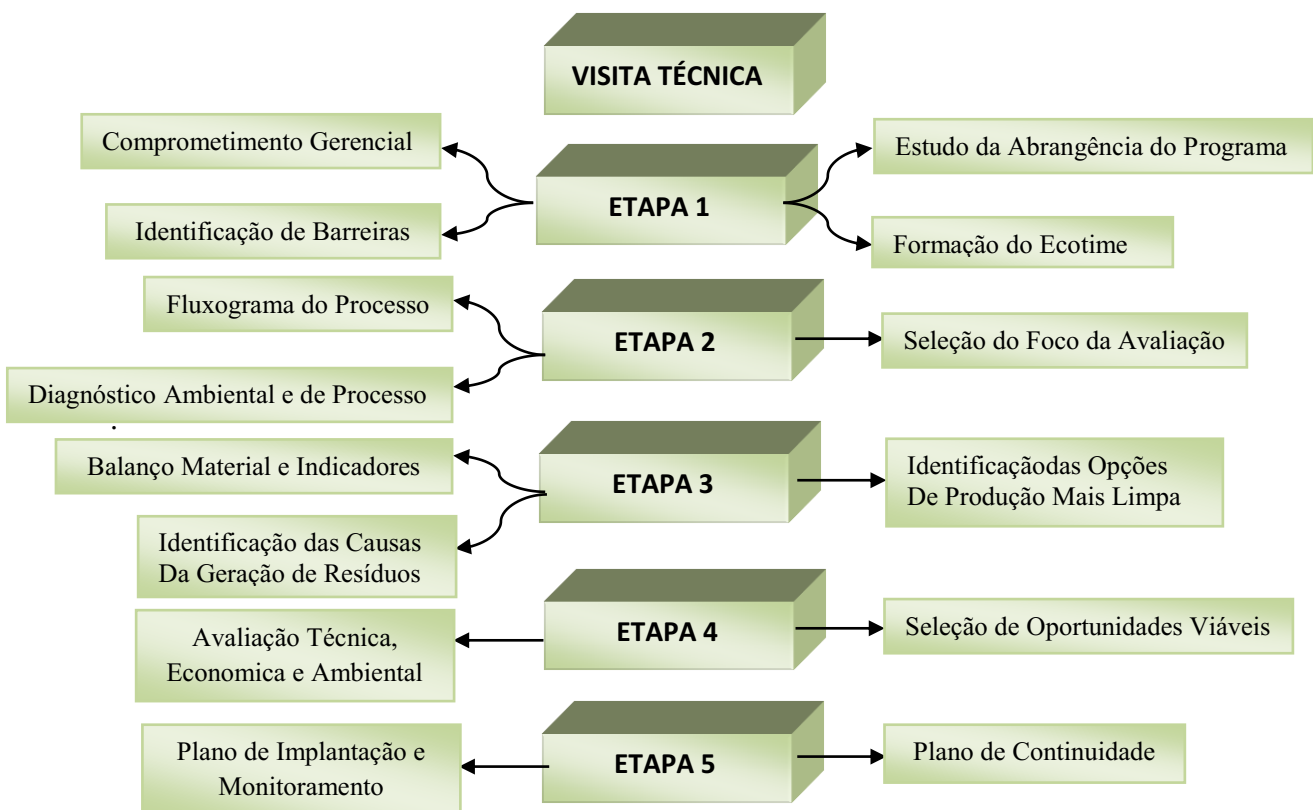 VISITA TÉCNICA
Comprometimento Gerencial
Estudo da Abrangência do Programa
ETAPA 1
Identificação de Barreiras
Formação do Ecotime
Fluxograma do Processo
ETAPA 2
Seleção do Foco da Avaliação
Diagnóstico Ambiental e de Processo
.
Balanço Material e Indicadores
ETAPA 3
Identificaçãodas Opções
De Produção Mais Limpa
Identificação das Causas
Da Geração de Resíduos
Avaliação Técnica,
Economica e Ambiental
ETAPA 4
Seleção de Oportunidades Viáveis
Plano de Implantação e
Monitoramento
ETAPA 5
Plano de Continuidade